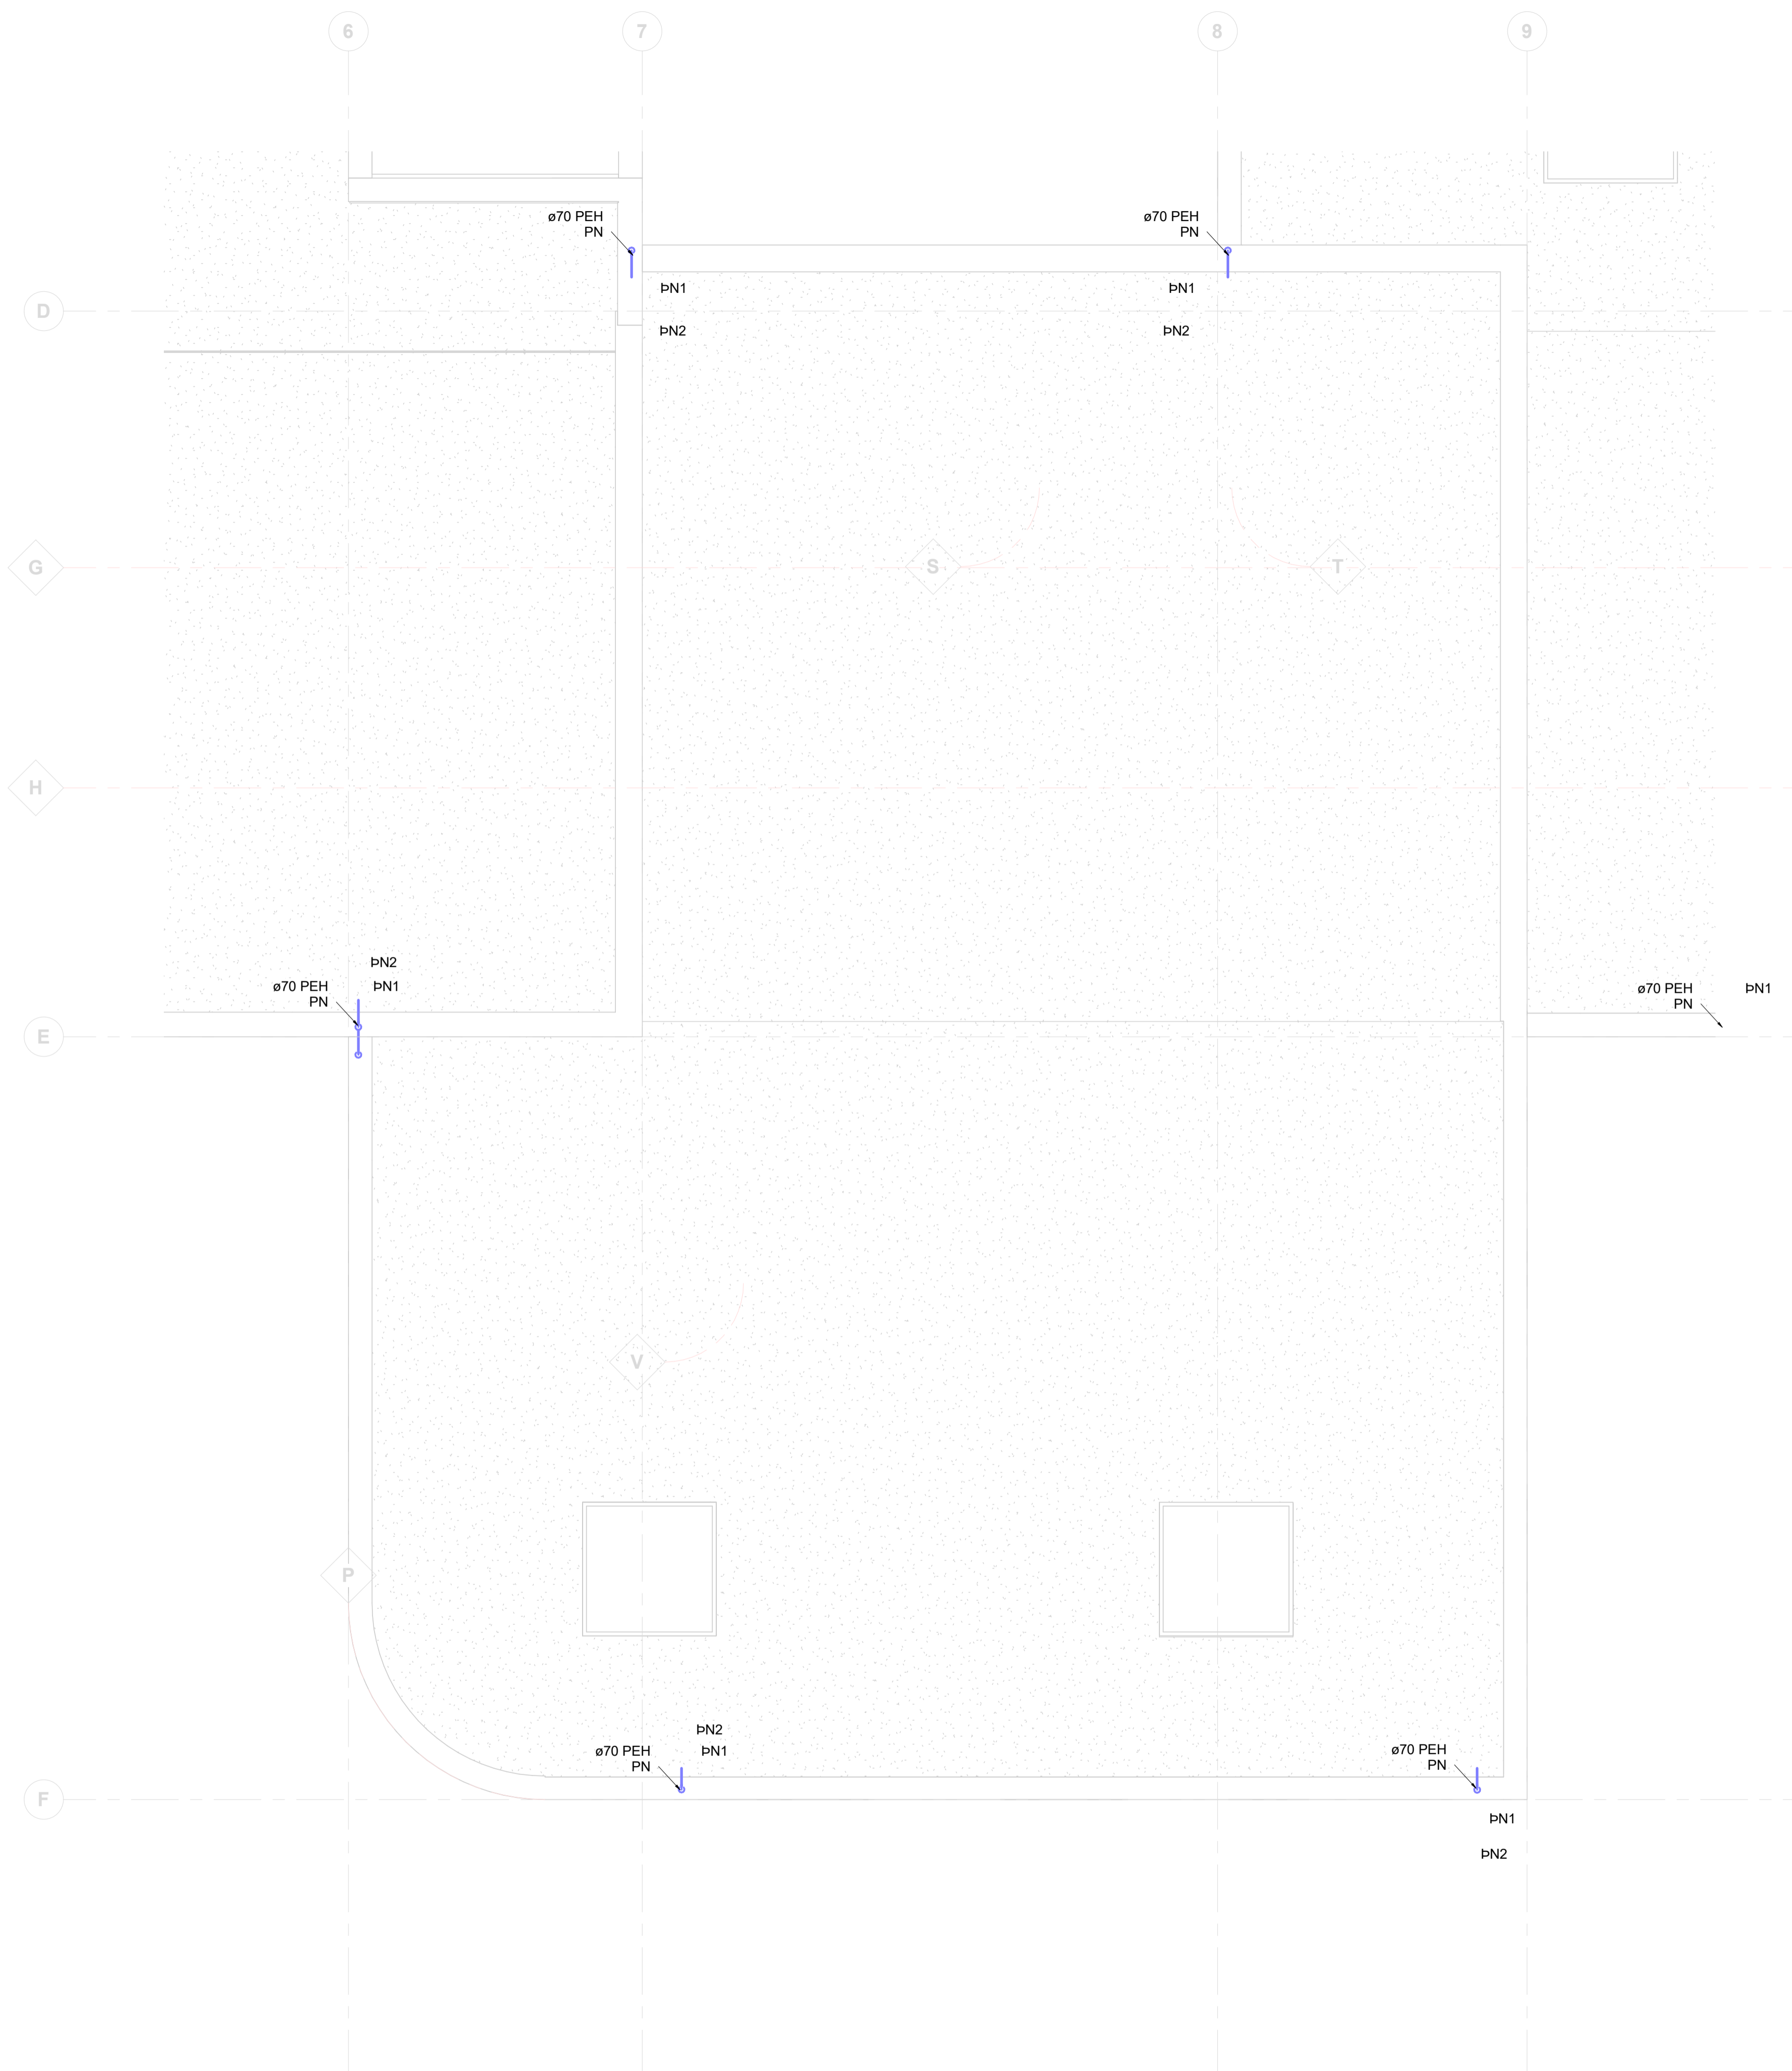 6
7
8
9
ø70 PEH
PN
ø70 PEH
PN
ÞN1
ÞN1
D
ÞN2
ÞN2
G
S
T
H
ÞN2
ø70 PEH
PN
ÞN1
ø70 PEH
PN
ÞN1
E
V
P
ÞN2
ø70 PEH
PN
ÞN1
ø70 PEH
PN
F
ÞN1
ÞN2